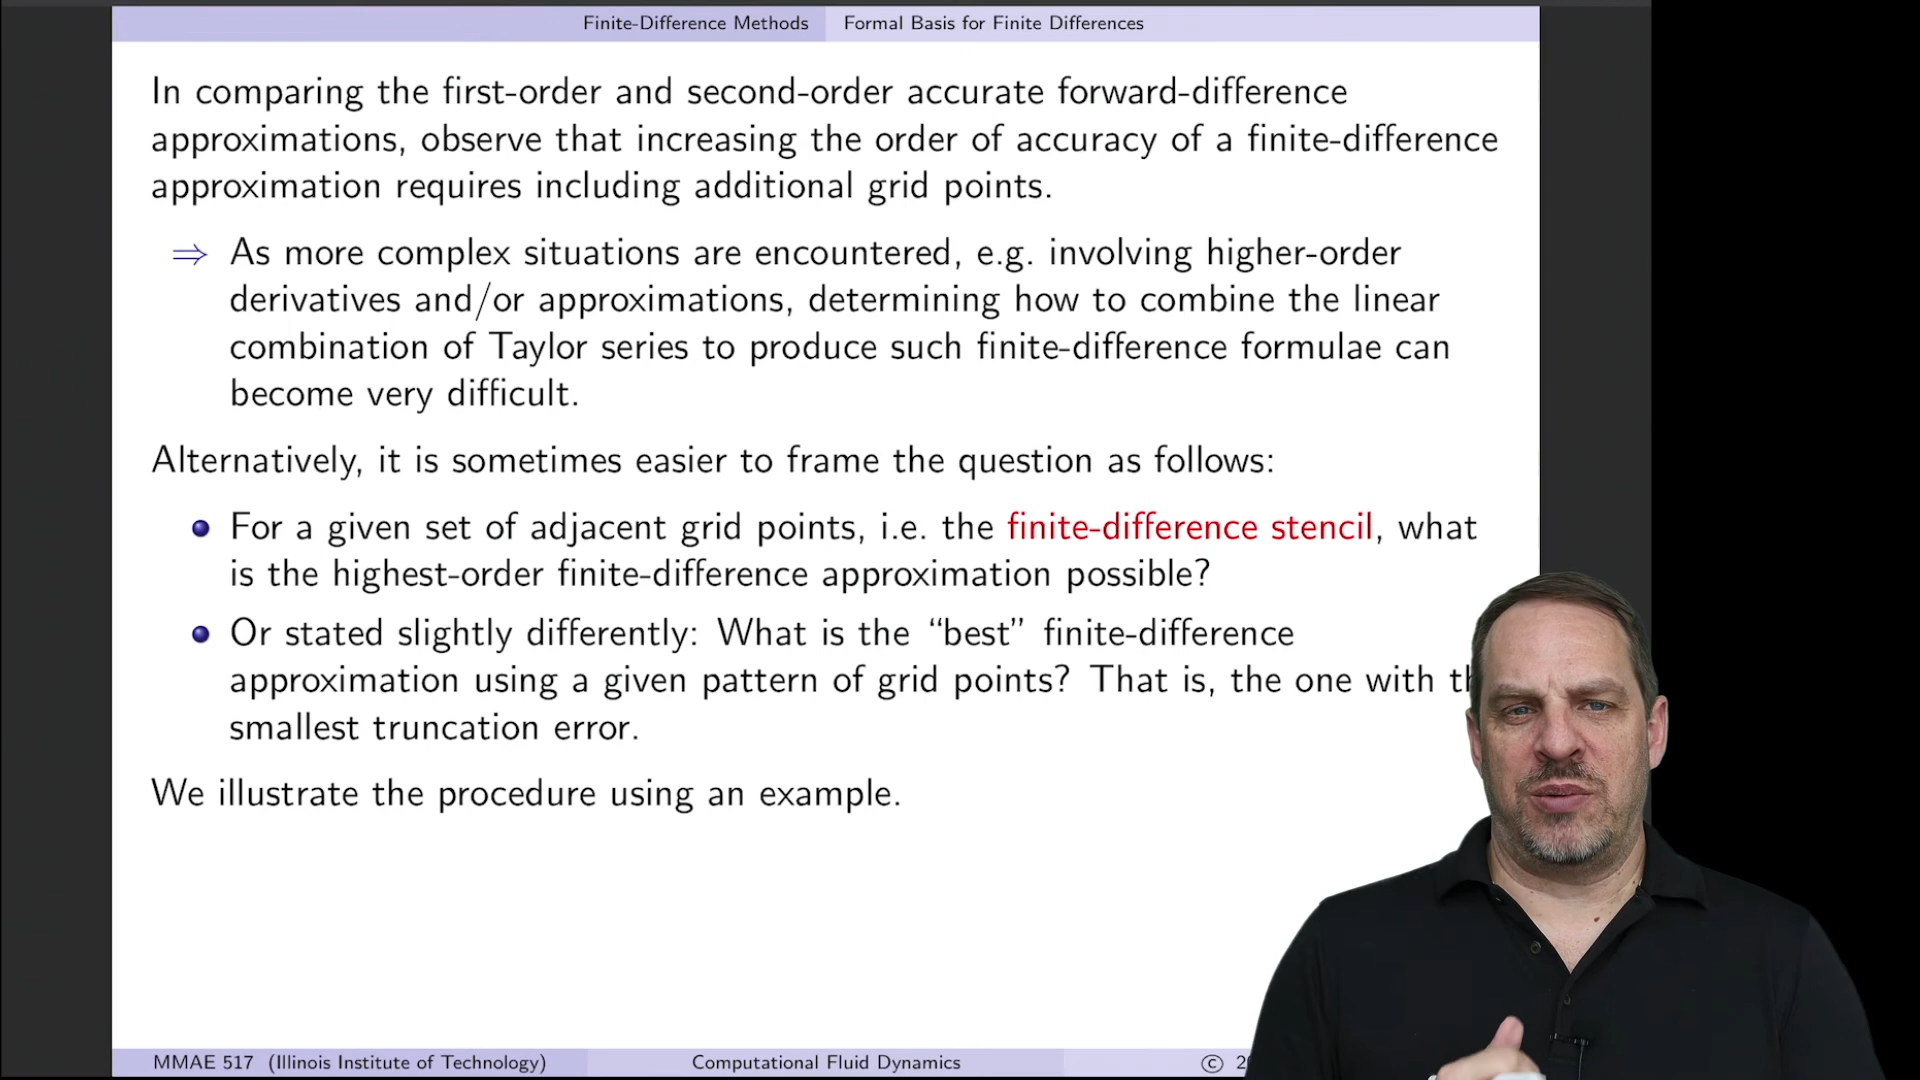 Finite-Difference Methods Formal Basis for Finite Differences
In comparing the first-order and second-order accurate forward-difference
approximations, observe that increasing the order of accuracy of a finite-difference
approximation requires including additional grid points.
⇒ As more complex situations are encountered, e.g. involving higher-order
derivatives and/or approximations, determining how to combine the linear
combination of Taylor series to produce such finite-difference formulae can
become very difficult.
Alternatively, it is sometimes easier to frame the question as follows:
• For a given set of adjacent grid points, i.e. the finite-difference stencil, what
is the highest-order finite-difference approximation possible?
• Or stated slightly differently: What is the “best” finite-difference
approximation using a given pattern of grid points? That is, the one with
smallest truncation error.
We illustrate the procedure using an example.
MMAE 517 (Illinois Institute of Technology) Computational Fluid Dynamics ©